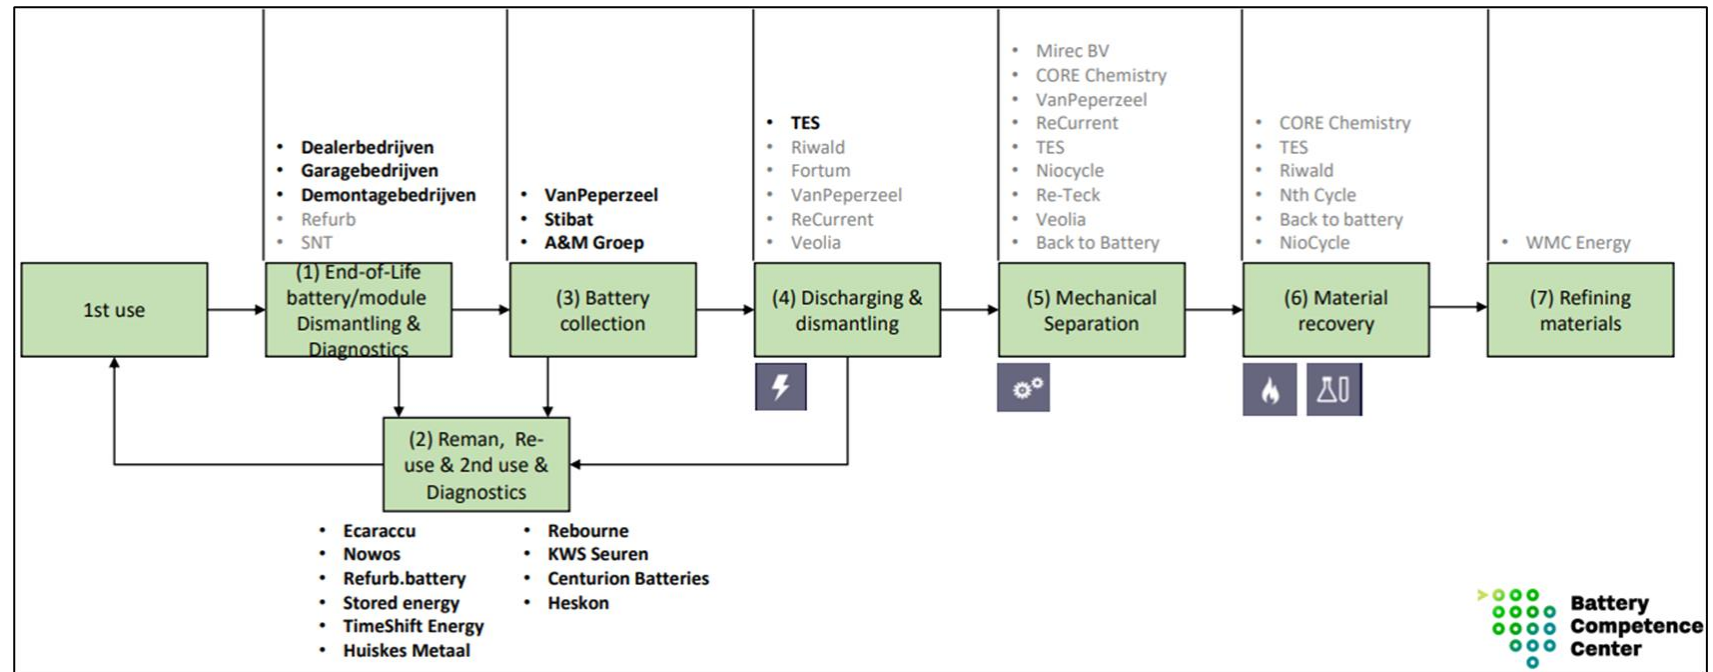 • Dealerbedrijven
• Garagebedrijven
• Demontagebedrijven
• Refurb
• SNT
• VanPeperzeel
• Stibat
• A&M Groep
• TES
• Riwald
• Fortum
• VanPeperzeel
• ReCurrent
• Veolia
• Mirec BV
• CORE Chemistry
• VanPeperzeel
• ReCurrent
• TES
• Niocycle
• Re-Teck
• Veolia
• Back to Battery
• CORE Chemistry
• TES
• Riwald
• Nth Cycle
• Back to battery
• NioCycle
• WMC Energy
1st use
(1) End-of-Life
battery/module
Dismantling &
Diagnostics
(3) Battery
collection
(4) Discharging &
dismantling
(5) Mechanical
Separation
(6) Material
recovery
(7) Refining
materials
(2) Reman, Re-
use & 2nd use &
Diagnostics
• Ecaraccu
• Nowos
• Refurb.battery
• Stored energy
• TimeShift Energy
• Huiskes Metaal
• Rebourne
• KWS Seuren
• Centurion Batteries
• Heskon
Battery
Competence
Center